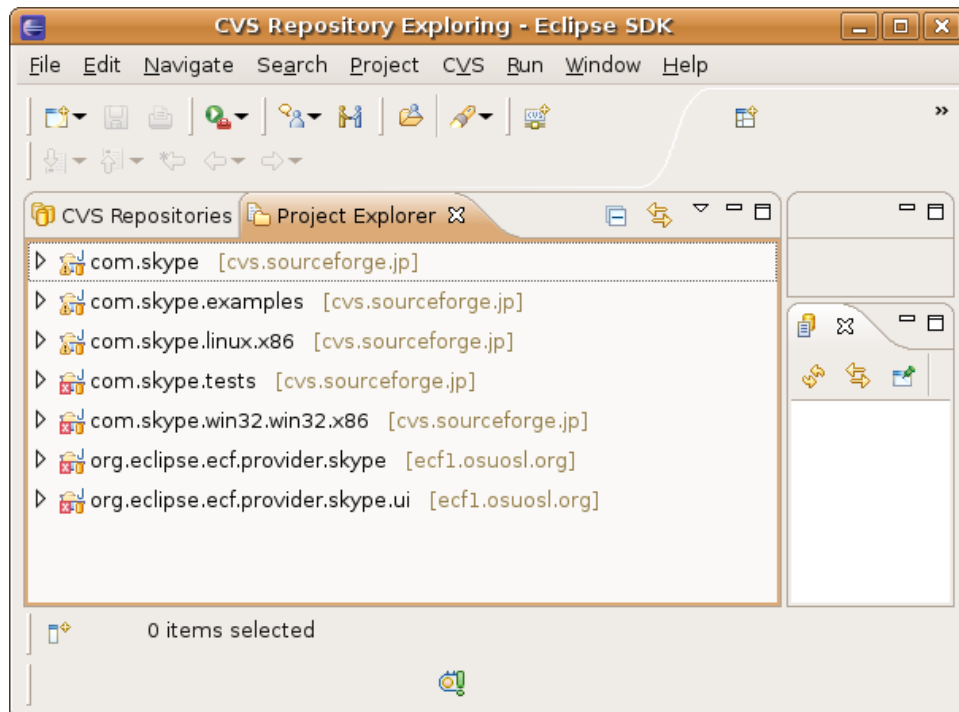 CVS Repository Exploring - Eclipse SDK
File Edit Navigate Search Project CVS Run Window Help
CVS Repositories Project Explorer
com.skype [cvs.sourceforge.jp]
com.skype.examples [cvs.sourceforge.jp]
com.skype.linux.x86 [cvs.sourceforge.jp]
com.skype.tests [cvs.sourceforge.jp]
com.skype.win32.win32.x86 [cvs.sourceforge.jp]
org.eclipse.ecf.provider.skype [ecf1.osuosl.org]
org.eclipse.ecf.provider.skype.ui [ecf1.osuosl.org]
0 items selected